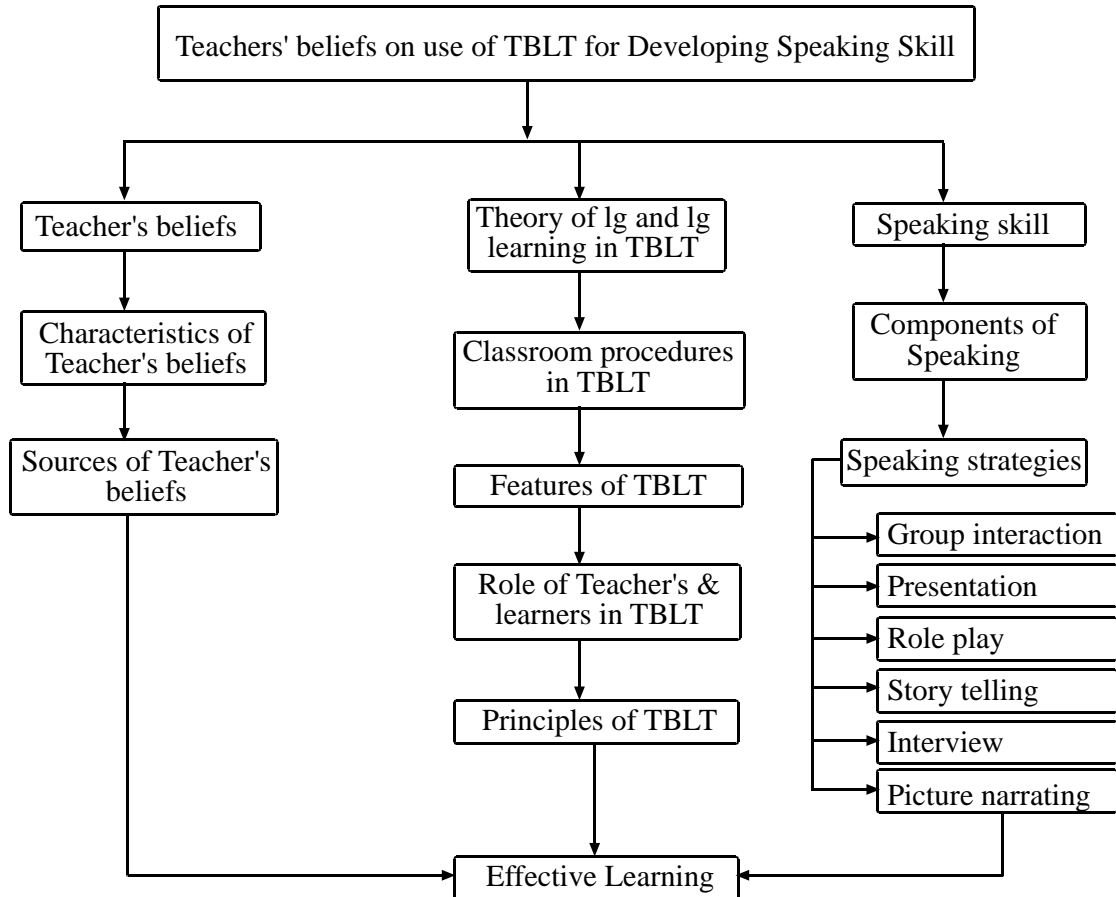 Teachers' beliefs on use of TBLT for Developing Speaking Skill
Teacher's beliefs
Characteristics of
Teacher's beliefs
Sources of Teacher's
beliefs
Theory of lg and lg
learning in TBLT
Classroom procedures
in TBLT
Features of TBLT
Role of Teacher's &
learners in TBLT
Principles of TBLT
Speaking skill
Components of
Speaking
Speaking strategies
Group interaction
Presentation
Role play
Story telling
Interview
Picture narrating
Effective Learning